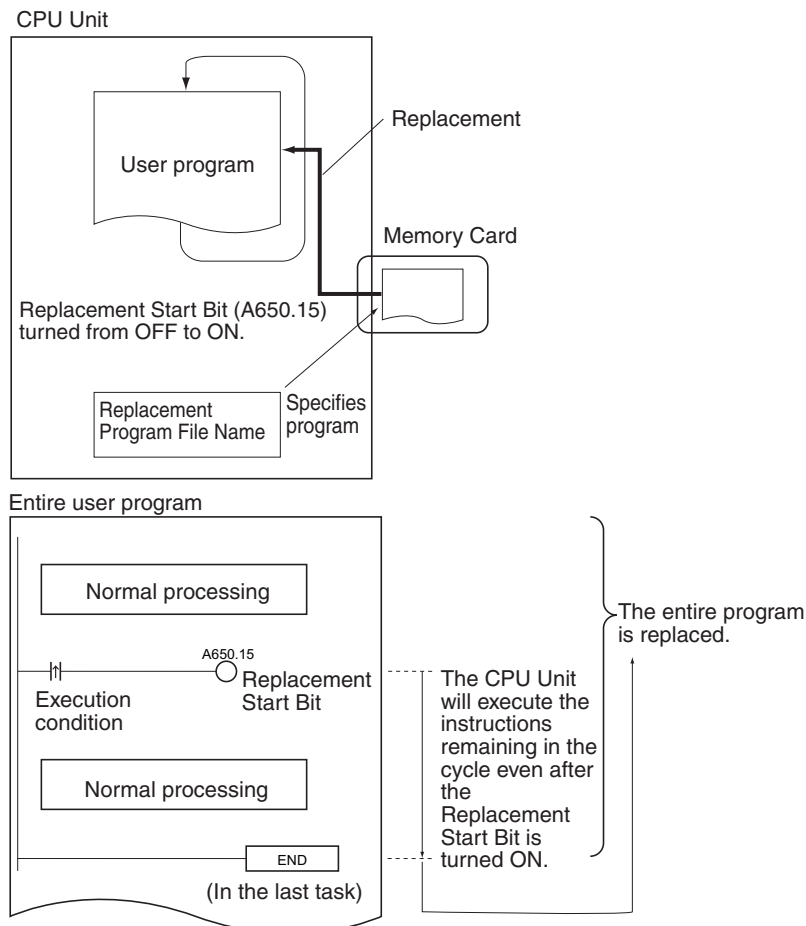 CPU Unit
User program
Replacement
Memory Card
Replacement Start Bit (A650.15)
turned from OFF to ON.
Replacement
Program File Name
Specifies
program
Entire user program
Normal processing
A650.15
Replacement
Start Bit
Execution
condition
Normal processing
END
(In the last task)
The CPU Unit
will execute the
instructions
remaining in the
cycle even after
the
Replacement
Start Bit is
turned ON.
The entire program
is replaced.